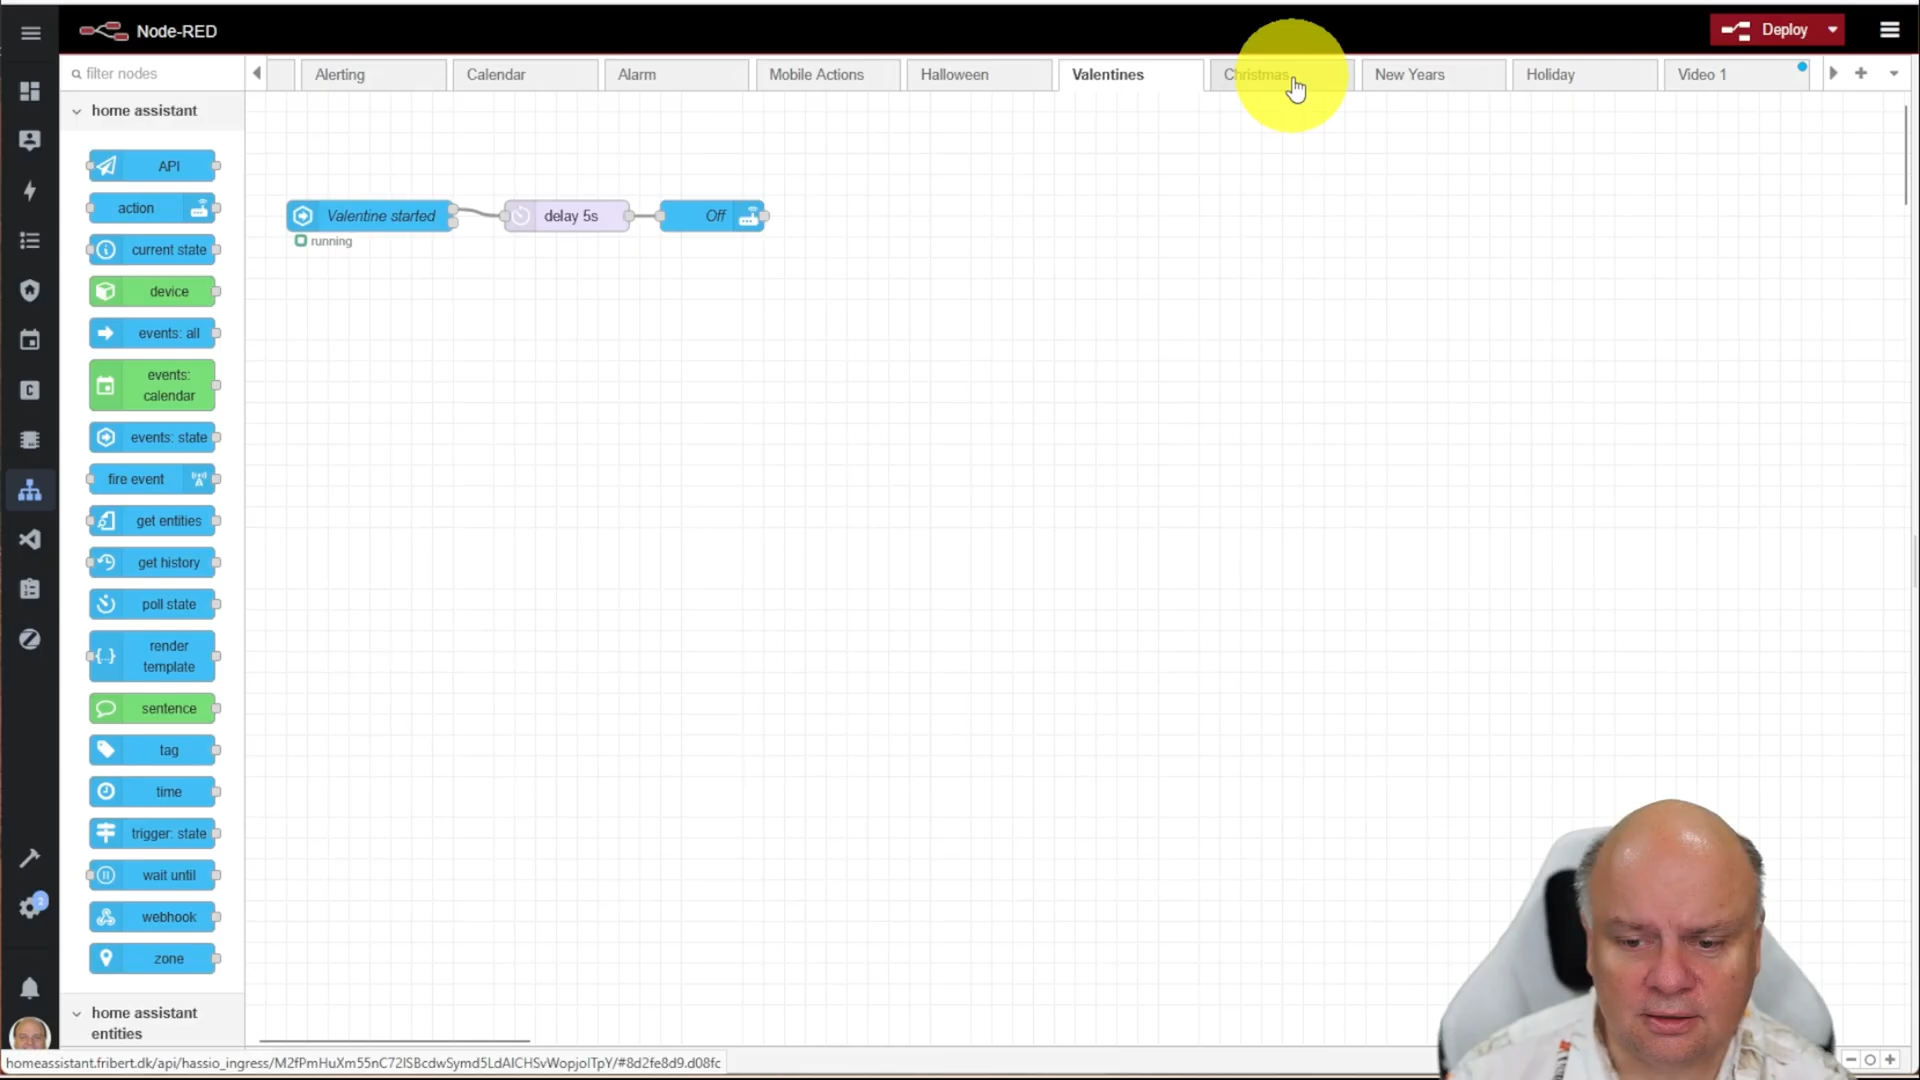 Node-RED
Deploy
filter nodes
Alerting
Calendar
Alarm
Mobile Actions
Halloween
Valentines
Christmas
New Years
Holiday
Video 1
home assistant
API
action
current state
device
events: all
events:
calendar
events: state
fire event
get entities
get history
poll state
render
template
sentence
tag
time
trigger: state
wait until
webhook
zone
home assistant
entities
Valentine started
running
delay 5s
Off
C
2
homeassistant.fribert.dk/api/hassio_ingress/M2fPmHuXm55nC72lSBcdwSymd5LdAlCHSvWopjolTpY/#8d2fe8d9.d08fc